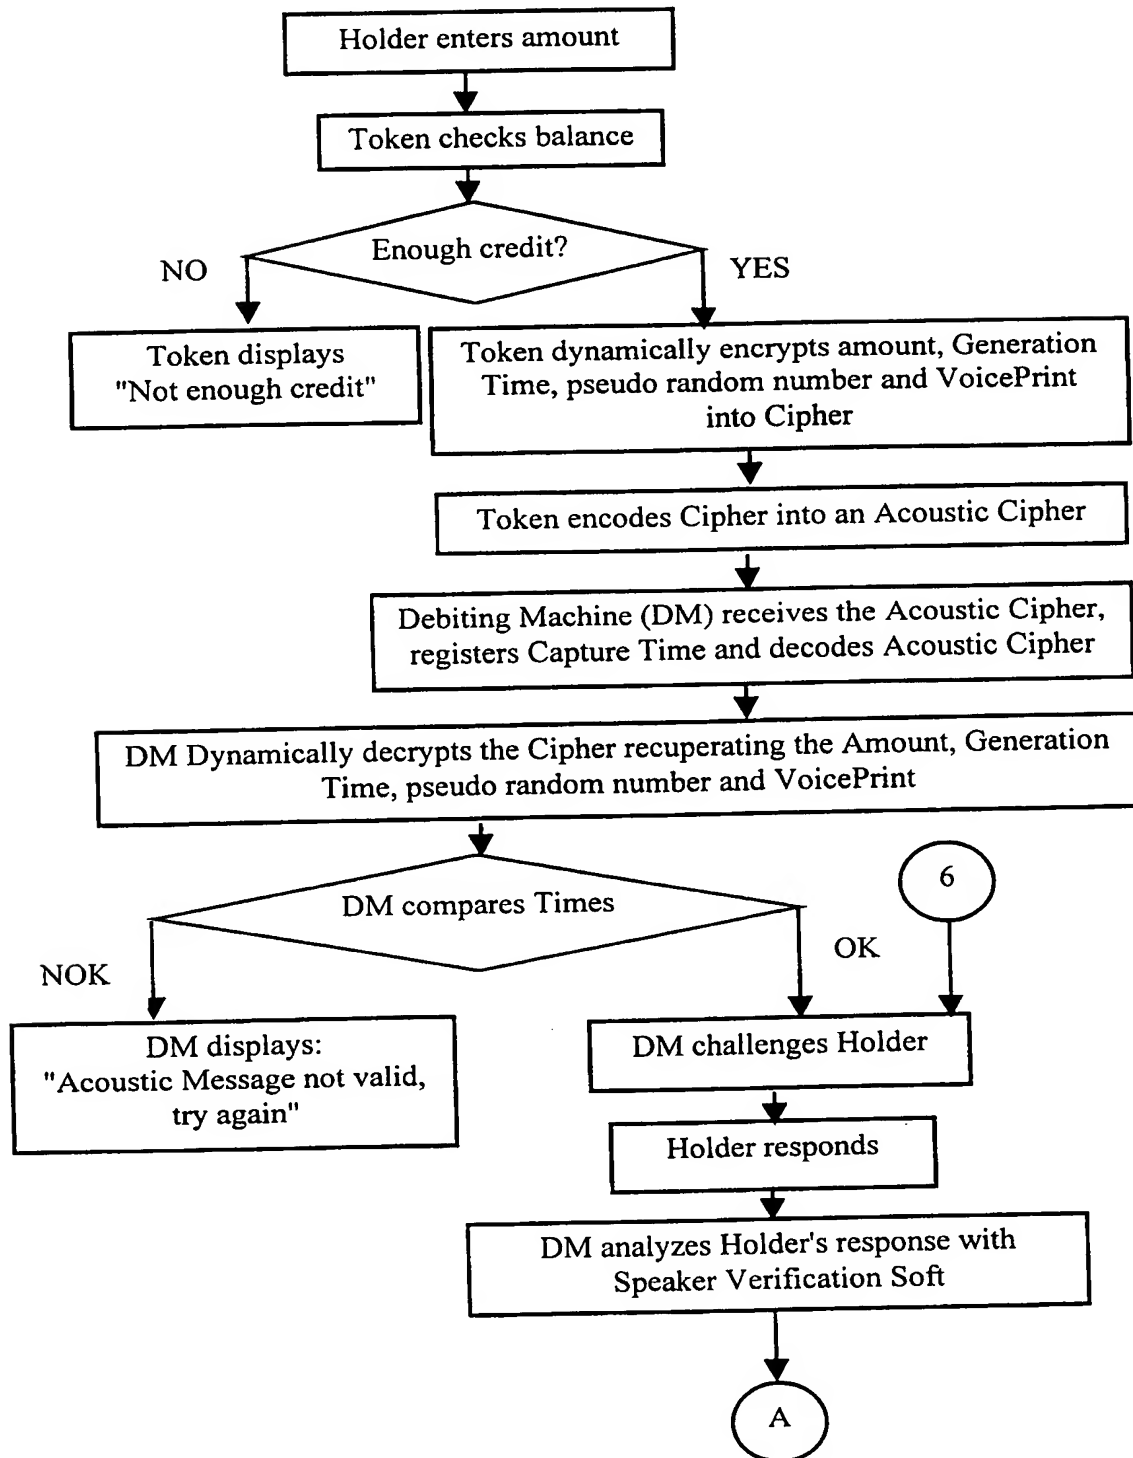 Holder enters amount
Token checks balance
Enough credit?
NO
YES
Token displays
"Not enough credit"
Token dynamically encrypts amount, Generation
Time, pseudo random number and VoicePrint
into Cipher
Token encodes Cipher into an Acoustic Cipher
Debiting Machine (DM) receives the Acoustic Cipher,
registers Capture Time and decodes Acoustic Cipher
DM Dynamically decrypts the Cipher recuperating the Amount, Generation
Time, pseudo random number and VoicePrint
DM compares Times
6
NOK
OK
DM displays:
"Acoustic Message not valid,
try again"
DM challenges Holder
Holder responds
DM analyzes Holder's response with
Speaker Verification Soft
A